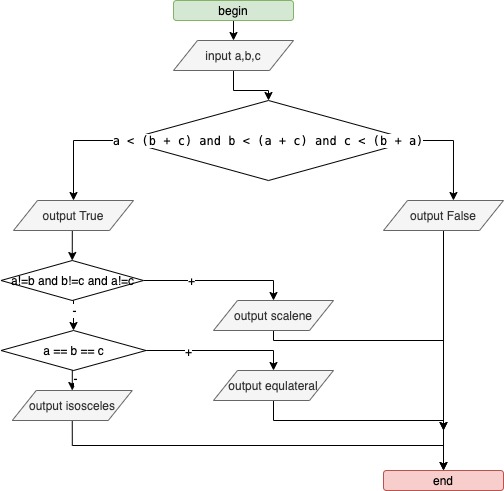 begin
input a,b,c
a < (b + c) and b < (a + c) and c < (b + a)
output True
output False
a!=b and b!=c and a!=c
+
output scalene
-
a == b == c
+
output equlateral
-
output isosceles
end